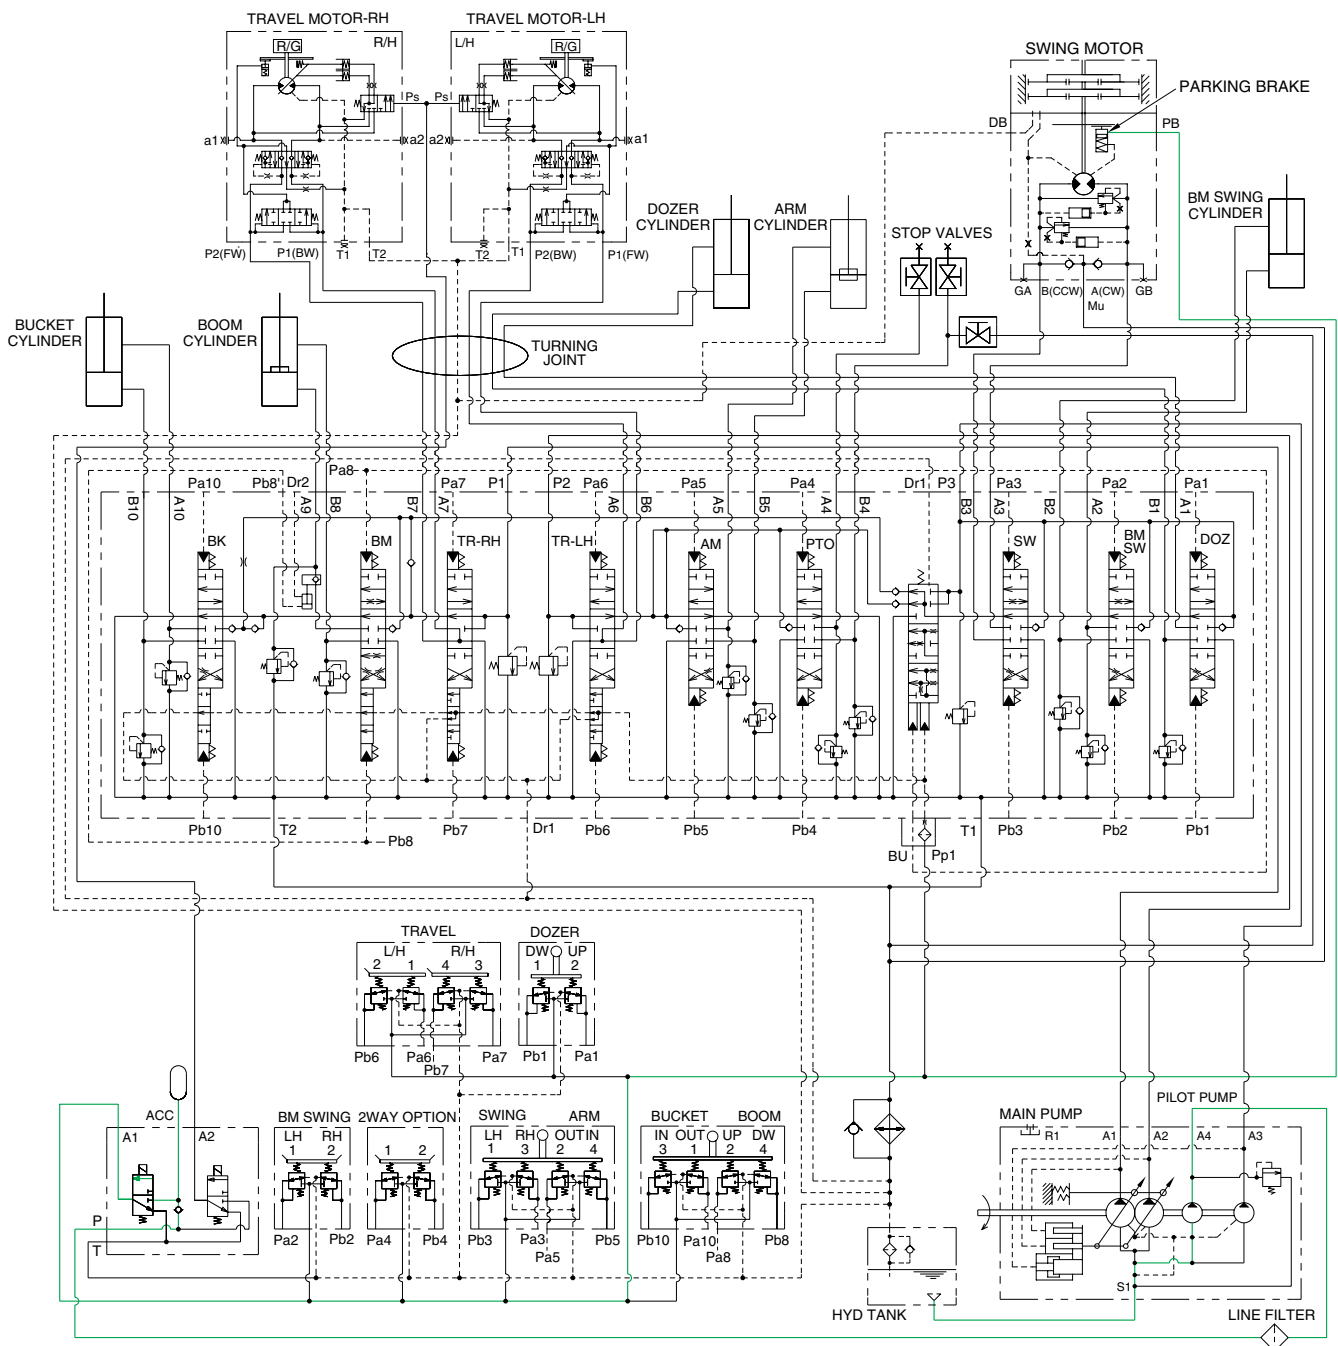 TRAVEL MOTOR-RH
TRAVEL MOTOR-LH
R/G
R/H
L/H
R/G
Ps
Ps
a1
a2
a2
a1
P2(FW)
P1(BW)
T1
T2
T2
T1
P2(BW)
P1(FW)
SWING MOTOR
PARKING BRAKE
DB
PB
GA
B(CCW)
A(CW)
GB
Mu
DOZER
CYLINDER
ARM
CYLINDER
STOP VALVES
BM SWING
CYLINDER
BUCKET
CYLINDER
BOOM
CYLINDER
TURNING
JOINT
B10
A10
Pa10
Pb8'
Dr2
A9
B8
Pa8
B7
A7
Pa7
P1
P2
Pa6
A6
B6
Pa5
A5
B5
Pa4
A4
B4
Dr1
P3
B3
A3
Pa3
B2
A2
Pa2
B1
A1
Pa1
BK
BM
TR-RH
TR-LH
AM
PTO
SW
BM
SW
DOZ
Pb10
T2
Pb8
Pb7
Dr1
Pb6
Pb5
Pb4
BU
Pp1
T1
Pb3
Pb2
Pb1
TRAVEL
L/H
R/H
2
1
4
3
Pb6
Pa6
Pb7
Pa7
DOZER
DW
UP
1
2
Pb1
Pa1
ACC
A1
A2
P
T
BM SWING
LH
RH
1
2
Pa2
Pb2
2WAY OPTION
1
2
Pa4
Pb4
SWING
ARM
LH
RH
OUT
IN
1
3
2
4
Pb3
Pa3
Pa5
Pb5
BUCKET
BOOM
IN
OUT
UP
DW
3
1
2
4
Pb10
Pa10
Pa8
Pb8
HYD TANK
MAIN PUMP
PILOT PUMP
R1
A1
A2
A4
A3
S1
LINE FILTER